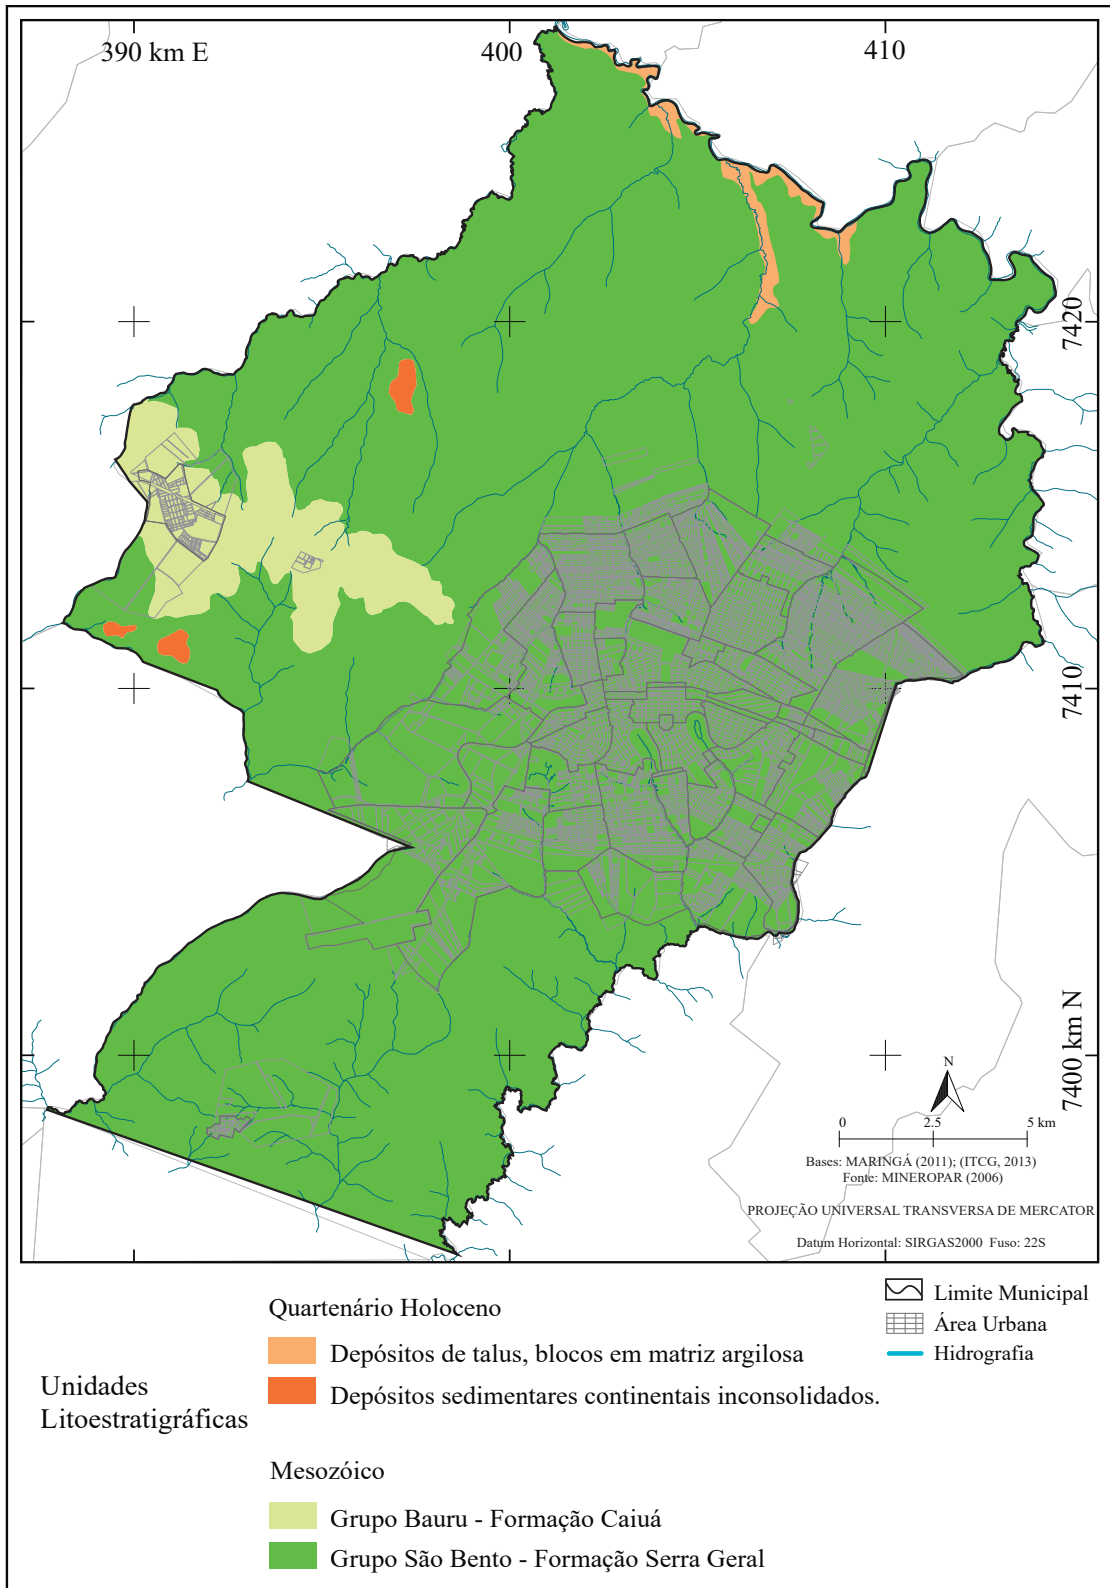 390 km E
400
410
7420
7410
7400 km N
N
0 2.5 5 km
Bases: MARINGÁ (2011); (ITCG, 2013)
Fonte: MINEROPAR (2006)
PROJEÇÃO UNIVERSAL TRANSVERSA DE MERCATOR
Datum Horizontal: SIRGAS2000 Fuso: 22S
Limite Municipal
Área Urbana
Hidrografia
Unidades
Litoestratigráficas
Quartenário Holoceno
Depósitos de talus, blocos em matriz argilosa
Depósitos sedimentares continentais inconsolidados.
Mesozóico
Grupo Bauru - Formação Caiuá
Grupo São Bento - Formação Serra Geral